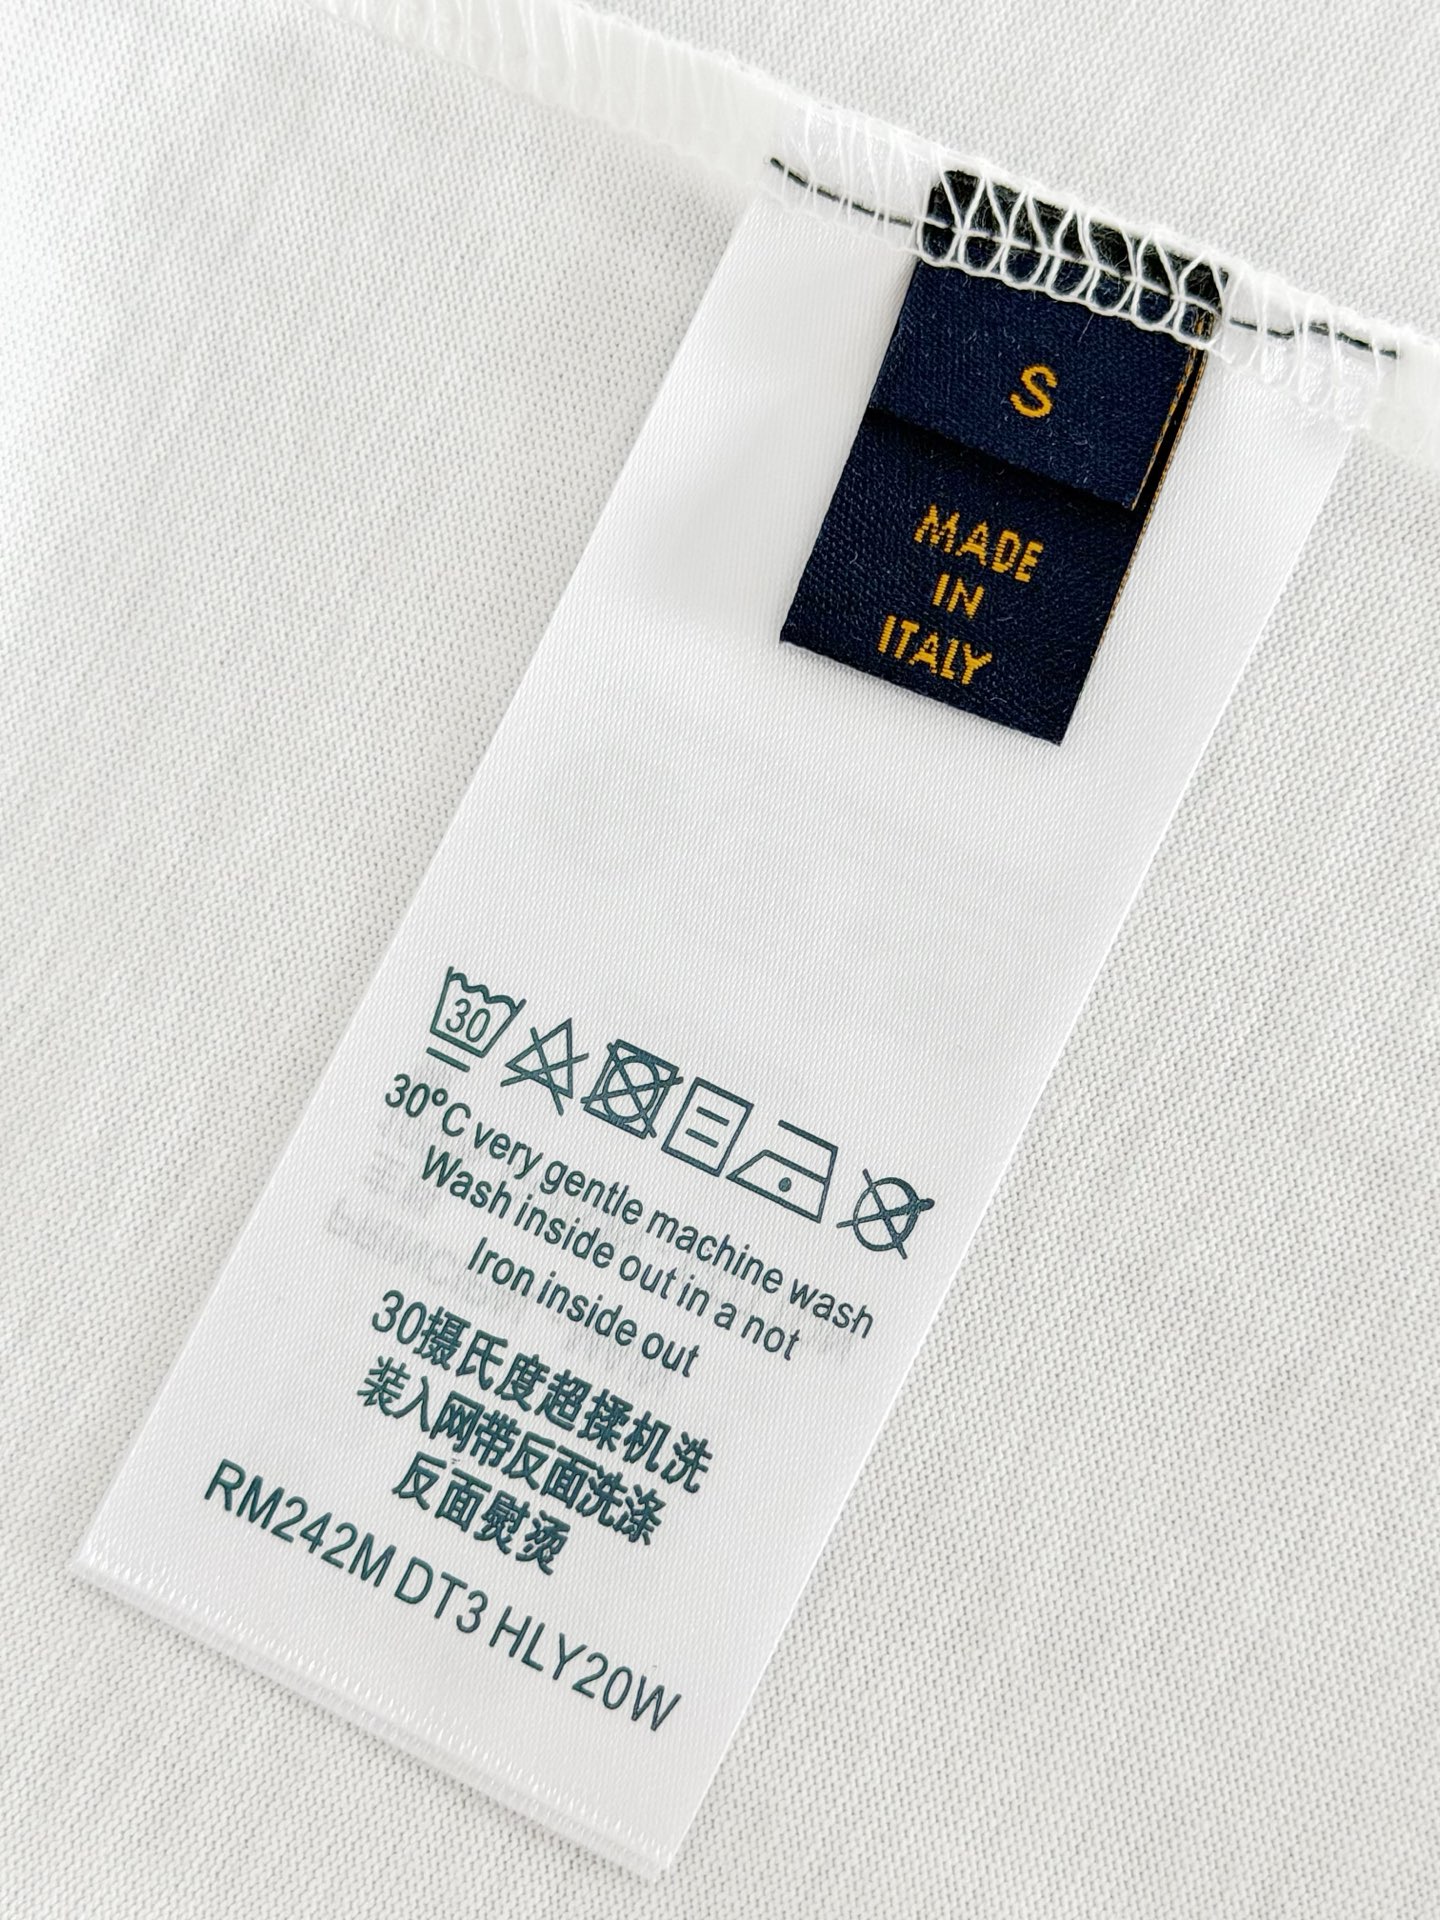 S
MADE
IN
ITALY
30
30°C very gentle machine wash
Wash inside out in a not
Iron inside out
30摄氏度超揉机洗
装入网带反面洗涤
反面熨烫
RM242M DT3 HLY20W